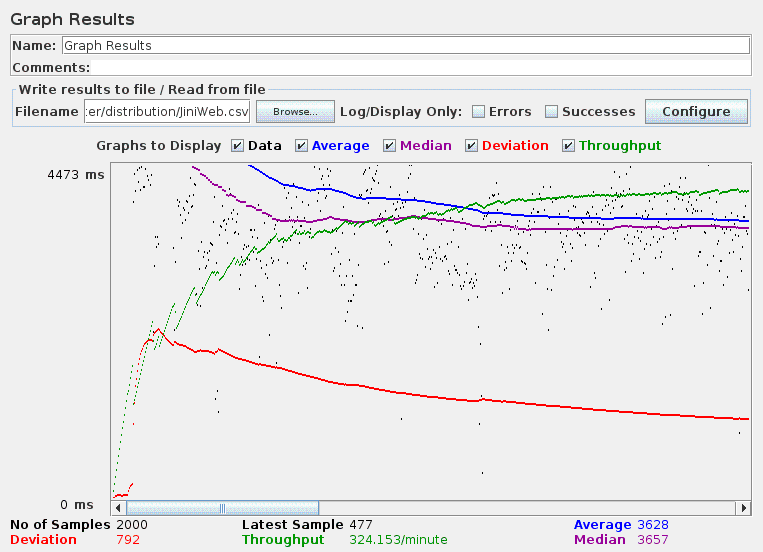 Graph Results
Name: Graph Results
Comments:
Write results to file / Read from file
Filename :er/distribution/JiniWeb.csv Browse... Log/Display Only: Errors Successes Configure
Graphs to Display Data Average Median Deviation Throughput
4473 ms
0 ms
No of Samples 2000 Latest Sample 477 Average 3628
Deviation 792 Throughput 324.153/minute Median 3657